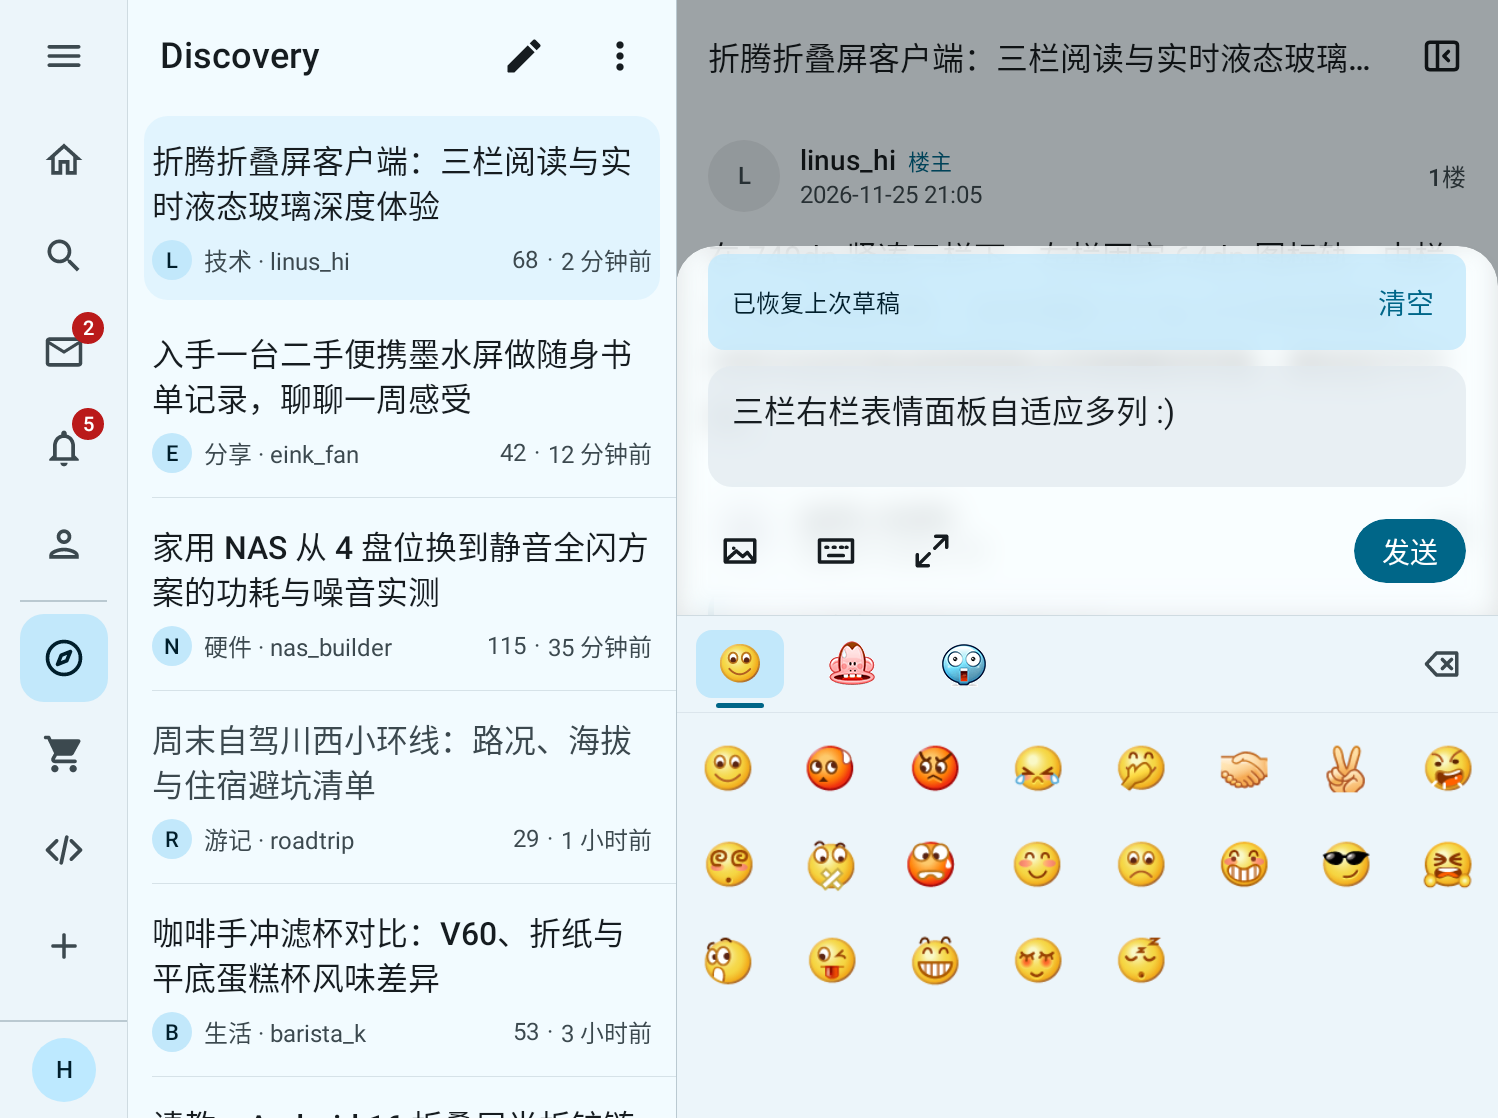 Discovery
2
5
H
折腾折叠屏客户端：三栏阅读与实
时液态玻璃深度体验
L 技术 · linus_hi 68 · 2 分钟前
入手一台二手便携墨水屏做随身书
单记录，聊聊一周感受
E 分享 · eink_fan 42 · 12 分钟前
家用 NAS 从 4 盘位换到静音全闪方
案的功耗与噪音实测
N 硬件 · nas_builder 115 · 35 分钟前
周末自驾川西小环线：路况、海拔
与住宿避坑清单
R 游记 · roadtrip 29 · 1 小时前
咖啡手冲滤杯对比：V60、折纸与
平底蛋糕杯风味差异
B 生活 · barista_k 53 · 3 小时前
折腾折叠屏客户端：三栏阅读与实时液态玻璃...
L linus_hi 楼主
2026-11-25 21:05
1楼
已恢复上次草稿 清空
三栏右栏表情面板自适应多列 :)
发送